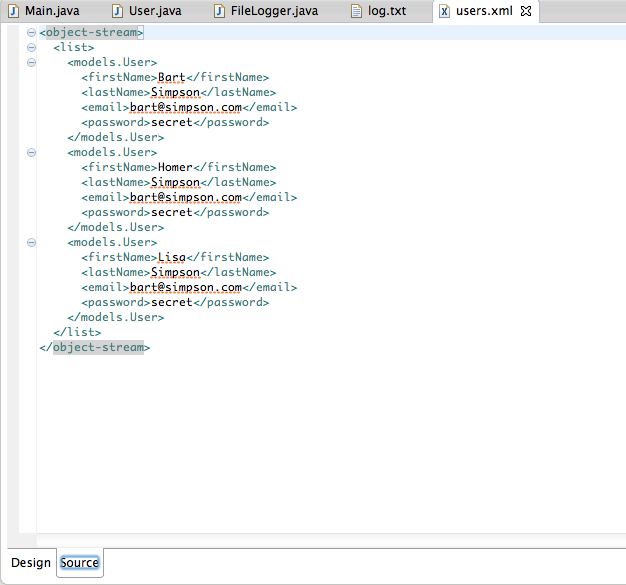 Main.java User.java FileLogger.java log.txt users.xml
<object-stream>
  <list>
    <models.User>
      <firstName>Bart</firstName>
      <lastName>Simpson</lastName>
      <email>bart@simpson.com</email>
      <password>secret</password>
    </models.User>
    <models.User>
      <firstName>Homer</firstName>
      <lastName>Simpson</lastName>
      <email>bart@simpson.com</email>
      <password>secret</password>
    </models.User>
    <models.User>
      <firstName>Lisa</firstName>
      <lastName>Simpson</lastName>
      <email>bart@simpson.com</email>
      <password>secret</password>
    </models.User>
  </list>
</object-stream>
Design Source